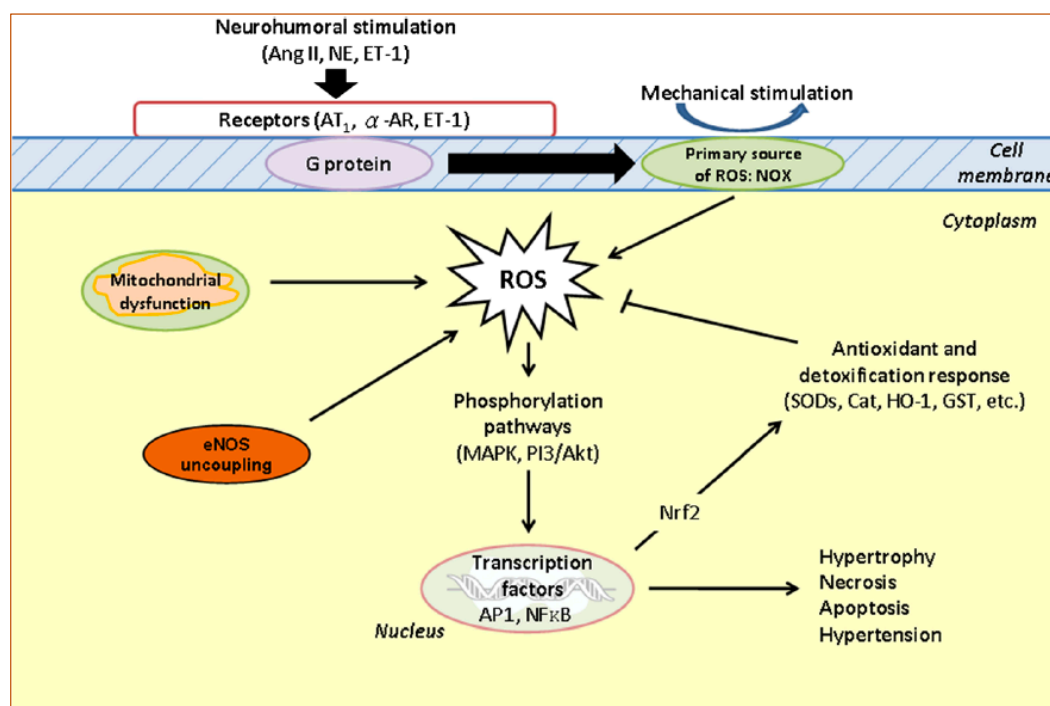 Neurohumoral stimulation
(Ang II, NE, ET-1)
Mechanical stimulation
Receptors (AT₁, α-AR, ET-1)
G protein
Primary source
of ROS: NOX
Cell
membrane
Cytoplasm
Mitochondrial
dysfunction
ROS
Antioxidant and
detoxification response
(SODs, Cat, HO-1, GST, etc.)
Phosphorylation
pathways
(MAPK, PI3/Akt)
eNOS
uncoupling
Nrf2
Transcription
factors
AP1, NFκB
Nucleus
Hypertrophy
Necrosis
Apoptosis
Hypertension